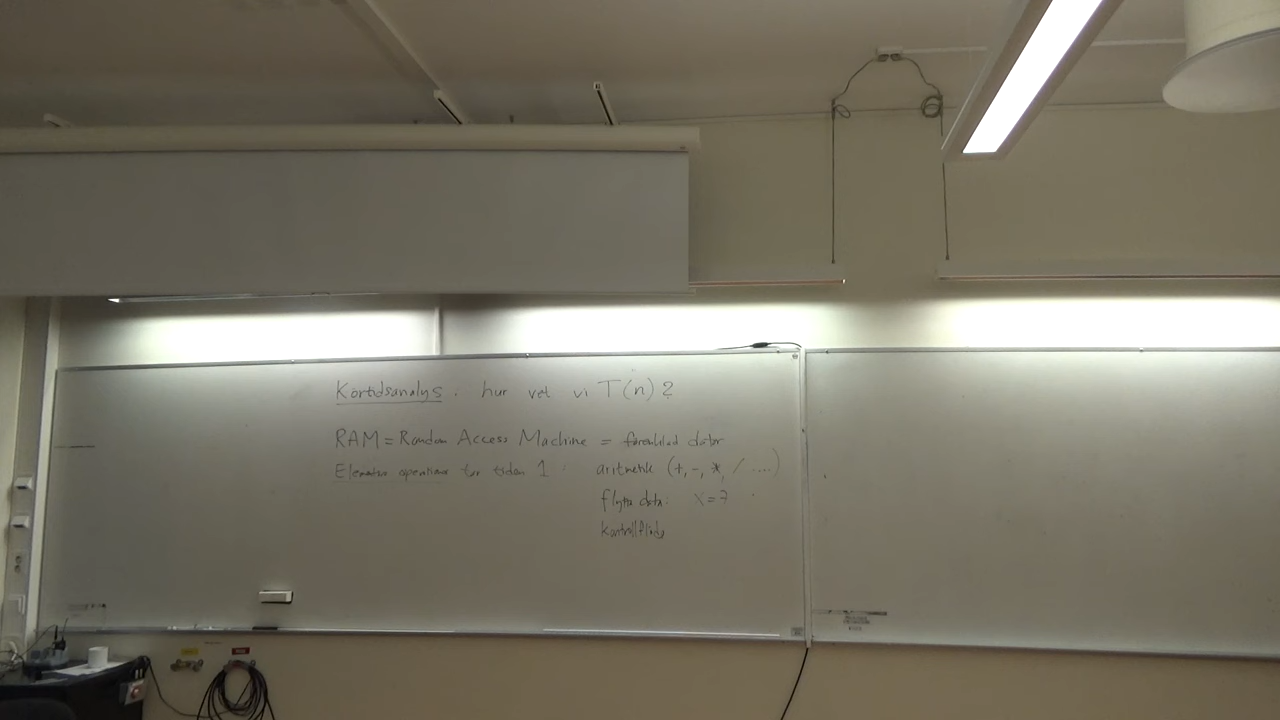 Körtidsanalys. hur vet vi T(n)?
RAM = Random Access Machine = förenklad dator
Elementär operationer tar tiden 1: aritmetik (+, -, *, / ....)
flytta data: x=7
kontrollflöde